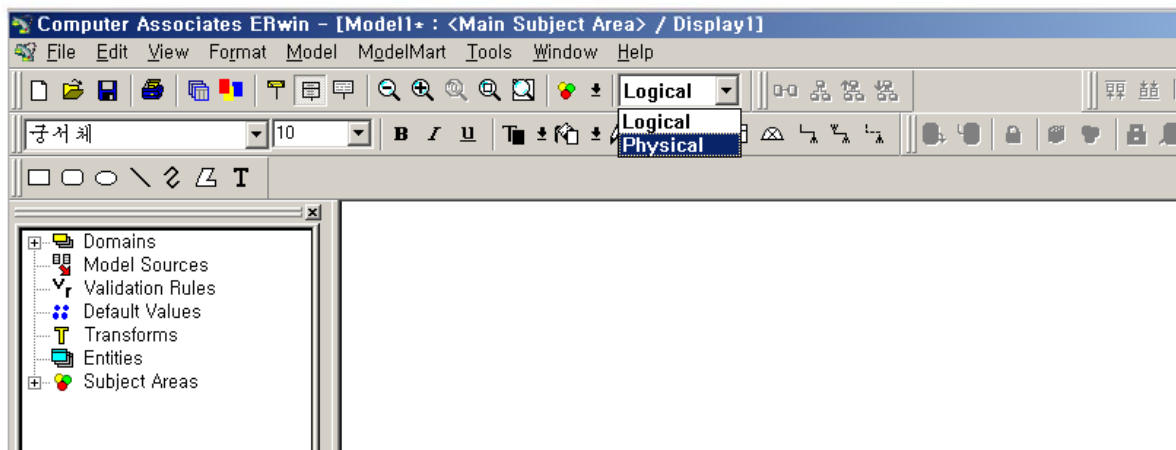 Computer Associates ERwin - [Model1* : <Main Subject Area> / Display1]
File Edit View Format Model ModelMart Tools Window Help
Logical
궁서체 10 B I U T
Logical
Physical
T
Domains
Model Sources
Validation Rules
Default Values
Transforms
Entities
Subject Areas